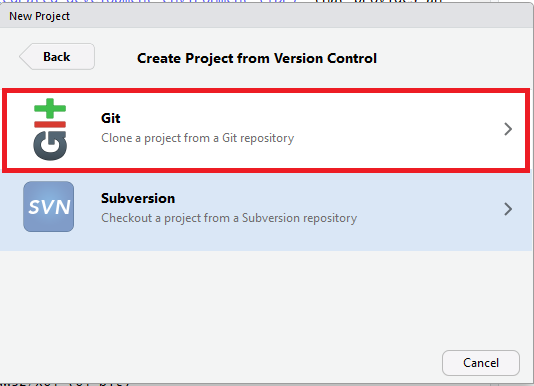 New Project
Back
Create Project from Version Control
Git
Clone a project from a Git repository
SVN
Subversion
Checkout a project from a Subversion repository
Cancel